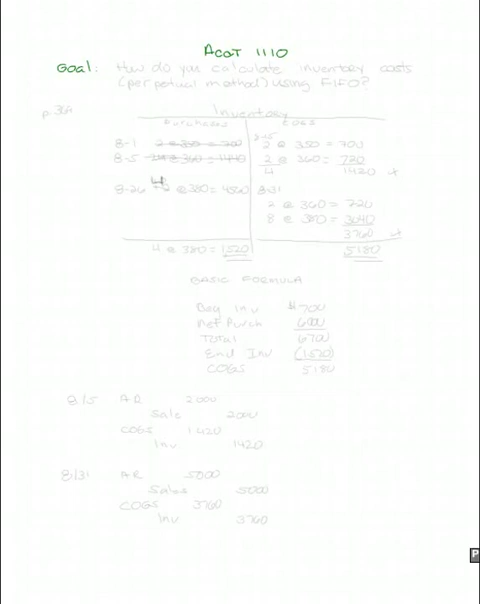 ACCT 1110
Goal: How do you calculate inventory costs
(perpetual method) using FIFO?
p. 364
Inventory
Purchases COGS
8-1 2 @ 350 = 700
8-5 @ 360 = 1440
8-26 @ 380 = 4560
4 @ 380 = 1520
8-15
2 @ 350 = 700
2 @ 360 = 720
4 1420
8-31
2 @ 360 = 720
8 @ 380 = 3040
3760
5180
BASIC FORMULA
Beg Inv $700
Net Purch 6000
Total 6700
End Inv (1520)
COGS 5180
8/15 AR 2000
Sales 2000
COGS 1420
Inv 1420
8/31 AR 5000
Sales 5000
COGS 3760
Inv 3760
P